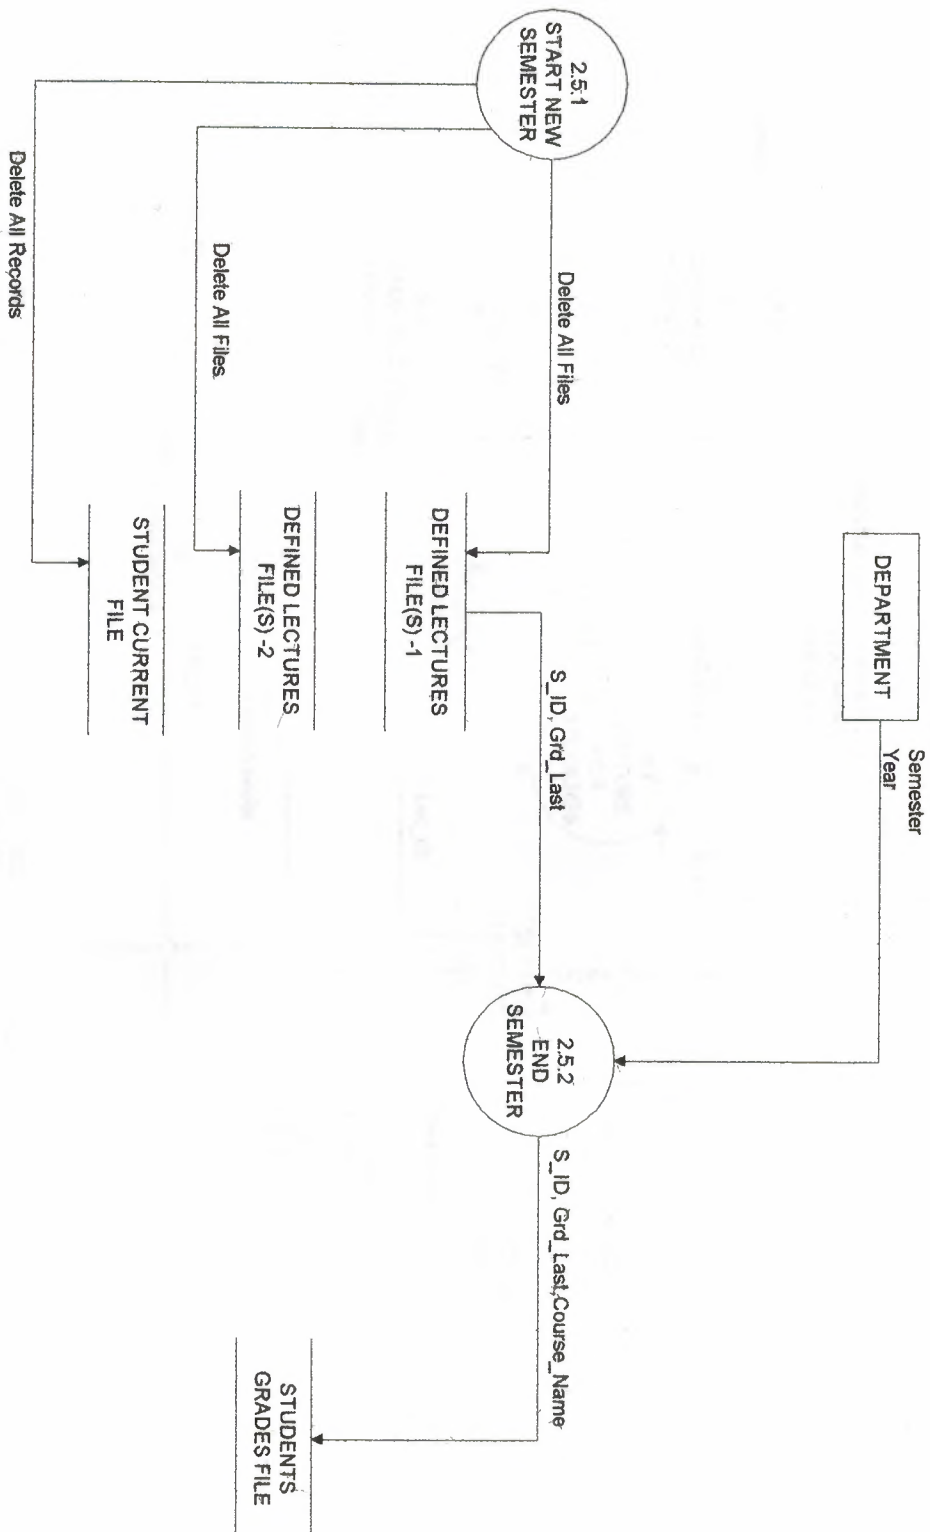 DEPARTMENT
Semester
Year
2.5.1
START NEW
SEMESTER
Delete All Files
S_ID, Grd_Last
2.5.2
END
SEMESTER
S_ID, Grd_Last,Course_Name
DEFINED LECTURES
FILE(S) -1
Delete All Files
DEFINED LECTURES
FILE(S) -2
STUDENTS
GRADES FILE
STUDENT CURRENT
FILE
Delete All Records